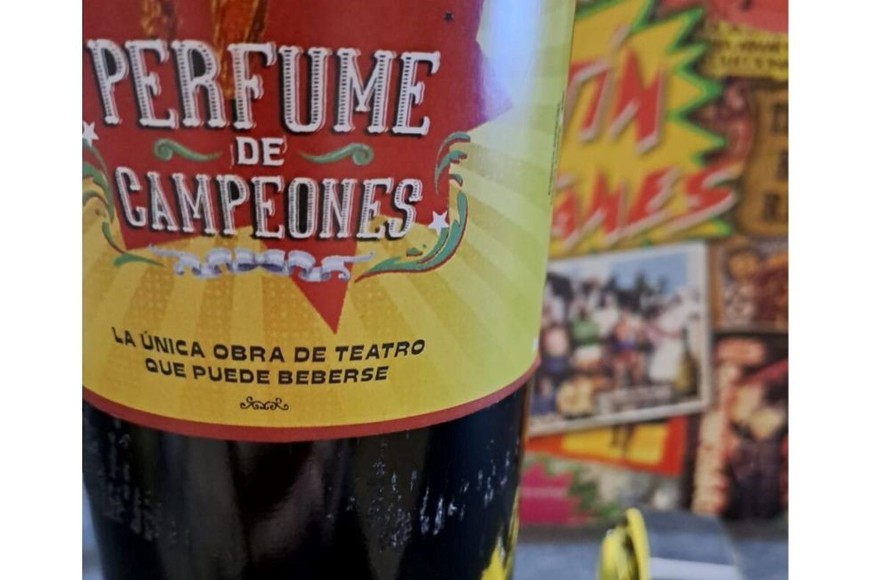 PERFUME
DE
CAMPEONES
LA ÚNICA OBRA DE TEATRO
QUE PUEDE BEBERSE